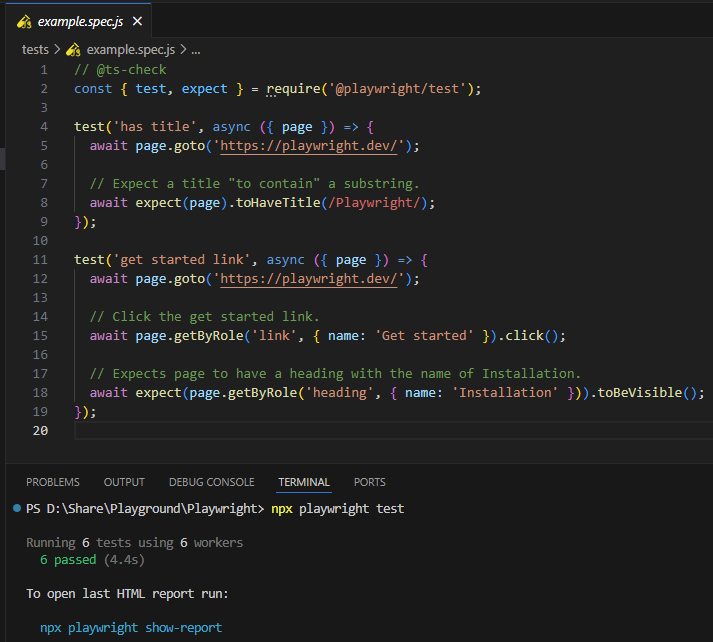 example.spec.js ×
tests > example.spec.js > ...
1 // @ts-check
2 const { test, expect } = require('@playwright/test');
3
4 test('has title', async ({ page }) => {
5   await page.goto('https://playwright.dev/');
6
7   // Expect a title "to contain" a substring.
8   await expect(page).toHaveTitle(/Playwright/);
9 });
10
11 test('get started link', async ({ page }) => {
12   await page.goto('https://playwright.dev/');
13
14   // Click the get started link.
15   await page.getByRole('link', { name: 'Get started' }).click();
16
17   // Expects page to have a heading with the name of Installation.
18   await expect(page.getByRole('heading', { name: 'Installation' })).toBeVisible();
19 });
20
PROBLEMS OUTPUT DEBUG CONSOLE TERMINAL PORTS
PS D:\Share\Playground\Playwright> npx playwright test
Running 6 tests using 6 workers
6 passed (4.4s)
To open last HTML report run:
npx playwright show-report